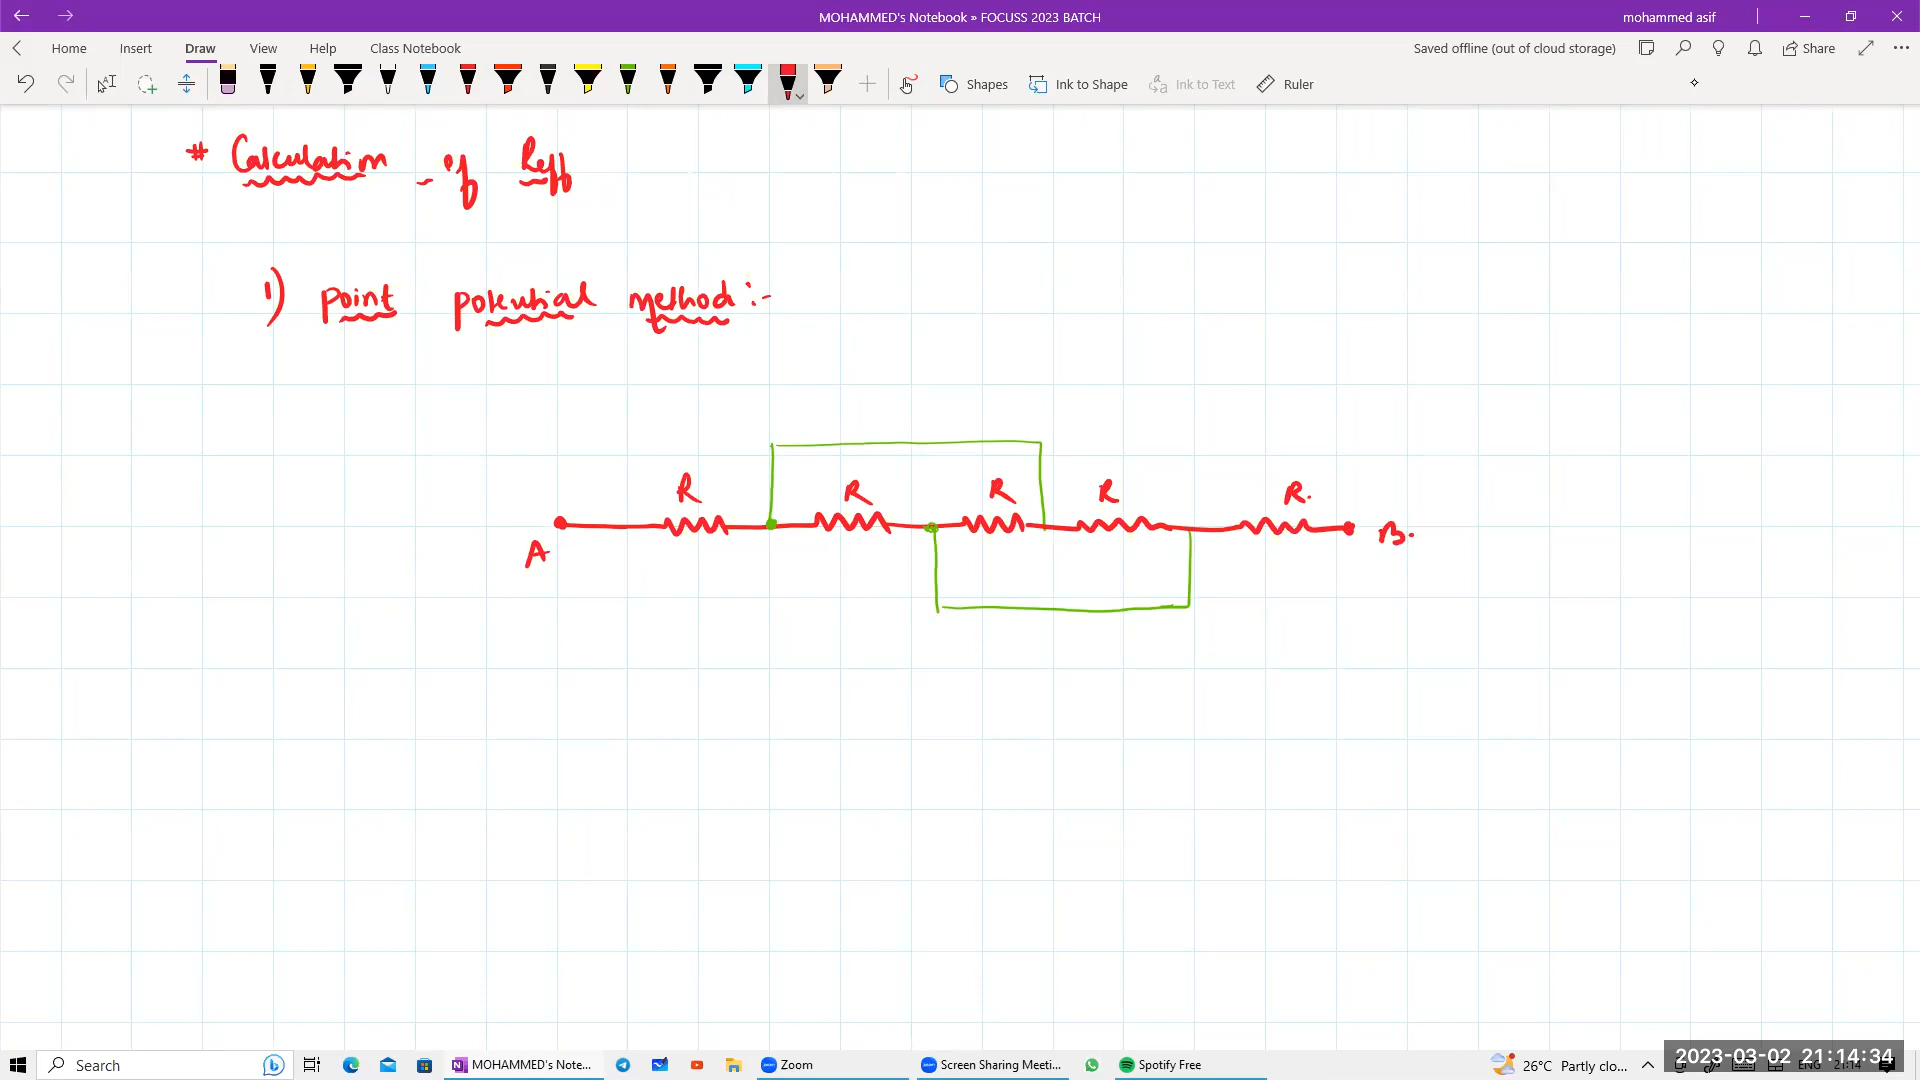 MOHAMMED's Notebook » FOCUSS 2023 BATCH
mohammed asif
Home Insert Draw View Help Class Notebook
Saved offline (out of cloud storage)
Share
Shapes
Ink to Shape
Ink to Text
Ruler
* Calculation of Reff
1) Point potential method :-
R R R R R.
A B.
Search
MOHAMMED's Note...
Zoom
Screen Sharing Meeti...
Spotify Free
26°C Partly clo...
ENG
2023-03-02 21:14:34